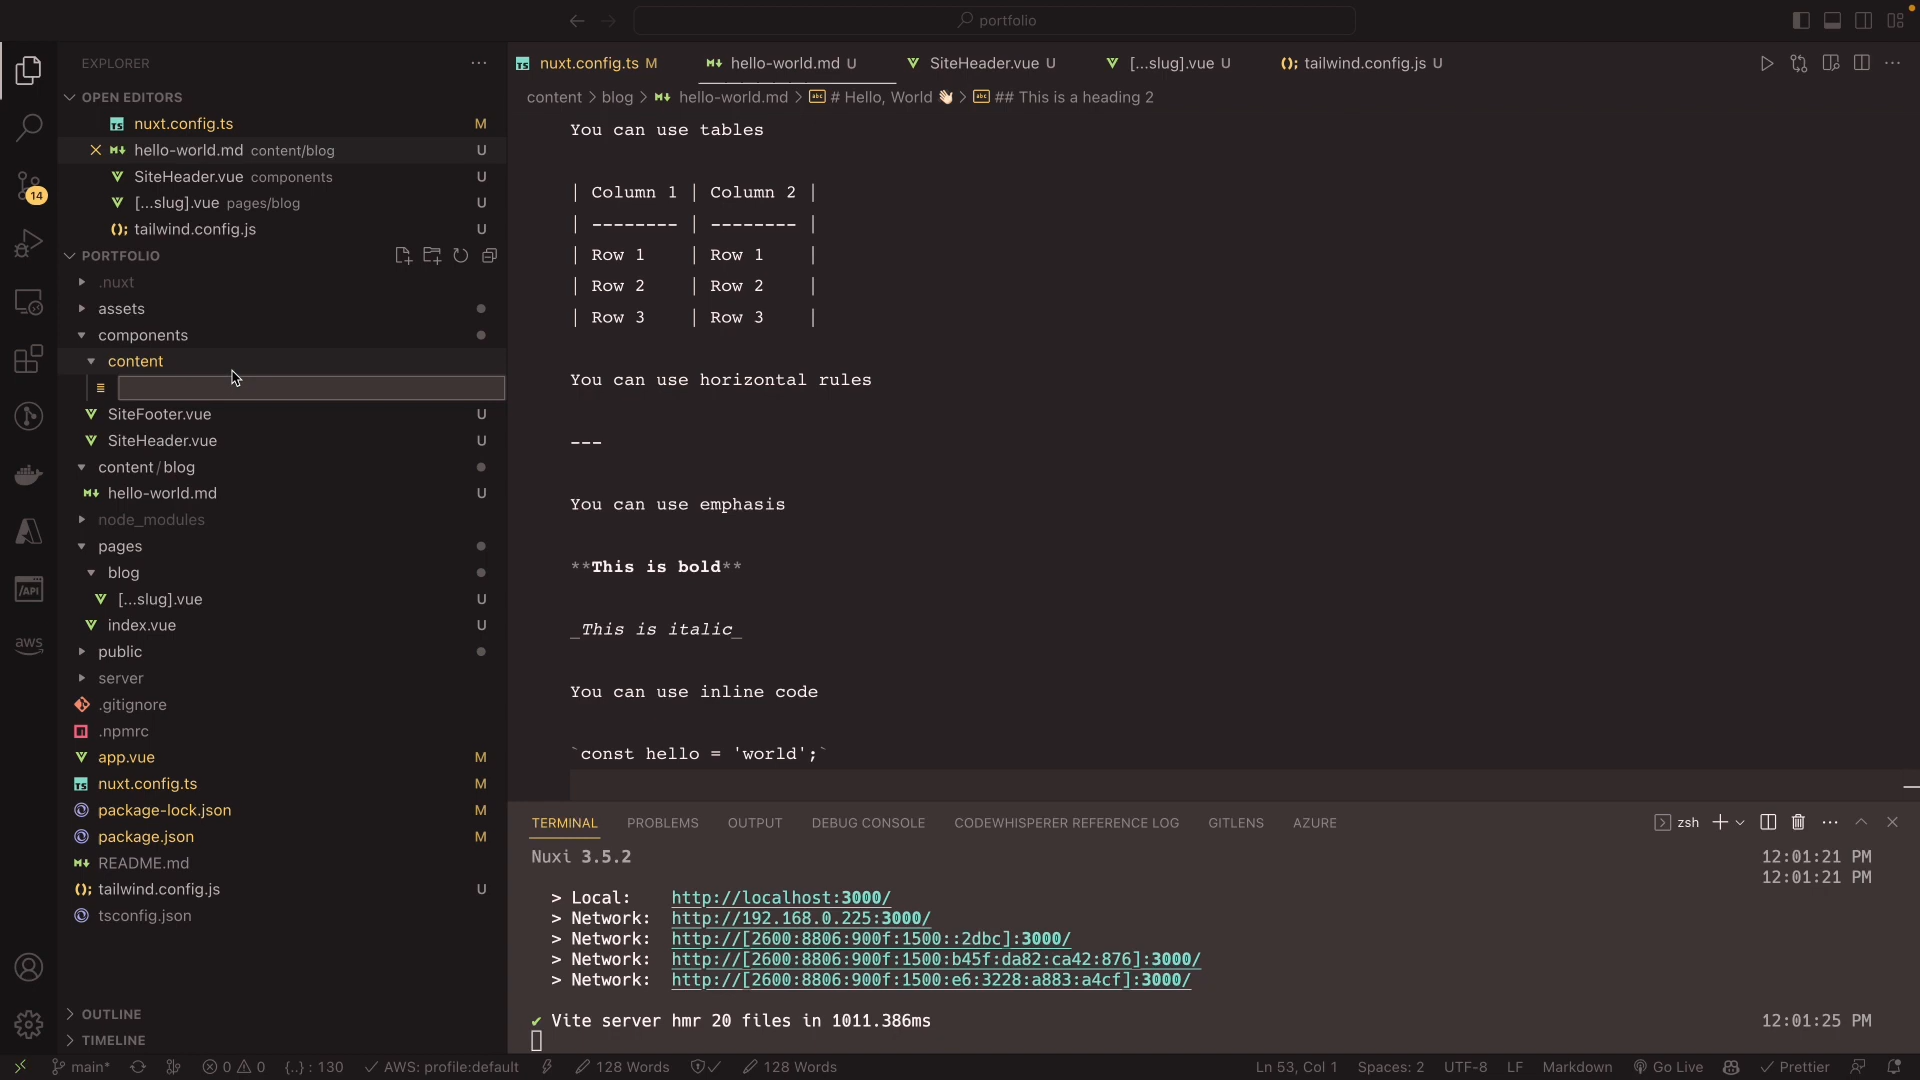 portfolio
EXPLORER
OPEN EDITORS
nuxt.config.ts M
hello-world.md content/blog U
SiteHeader.vue components U
[...slug].vue pages/blog U
tailwind.config.js U
PORTFOLIO
.nuxt
assets
components
content
SiteFooter.vue U
SiteHeader.vue U
content/blog
hello-world.md U
node_modules
pages
blog
[...slug].vue U
index.vue U
public
server
.gitignore
.npmrc
app.vue M
nuxt.config.ts M
package-lock.json M
package.json M
README.md
tailwind.config.js U
tsconfig.json
OUTLINE
TIMELINE
14
/API
aws
nuxt.config.ts M hello-world.md U SiteHeader.vue U [...slug].vue U tailwind.config.js U
content > blog > hello-world.md > # Hello, World 👋🏻 > ## This is a heading 2
You can use tables
| Column 1 | Column 2 |
| -------- | -------- |
| Row 1 | Row 1 |
| Row 2 | Row 2 |
| Row 3 | Row 3 |
You can use horizontal rules
---
You can use emphasis
**This is bold**
_This is italic_
You can use inline code
`const hello = 'world';`
TERMINAL PROBLEMS OUTPUT DEBUG CONSOLE CODEWHISPERER REFERENCE LOG GITLENS AZURE zsh
Nuxi 3.5.2 12:01:21 PM
12:01:21 PM
> Local: http://localhost:3000/
> Network: http://192.168.0.225:3000/
> Network: http://[2600:8806:900f:1500::2dbc]:3000/
> Network: http://[2600:8806:900f:1500:b45f:da82:ca42:876]:3000/
> Network: http://[2600:8806:900f:1500:e6:3228:a883:a4cf]:3000/
✔ Vite server hmr 20 files in 1011.386ms 12:01:25 PM
main* 0 0 {..} : 130 AWS: profile:default 128 Words 128 Words Ln 53, Col 1 Spaces: 2 UTF-8 LF Markdown Go Live Prettier